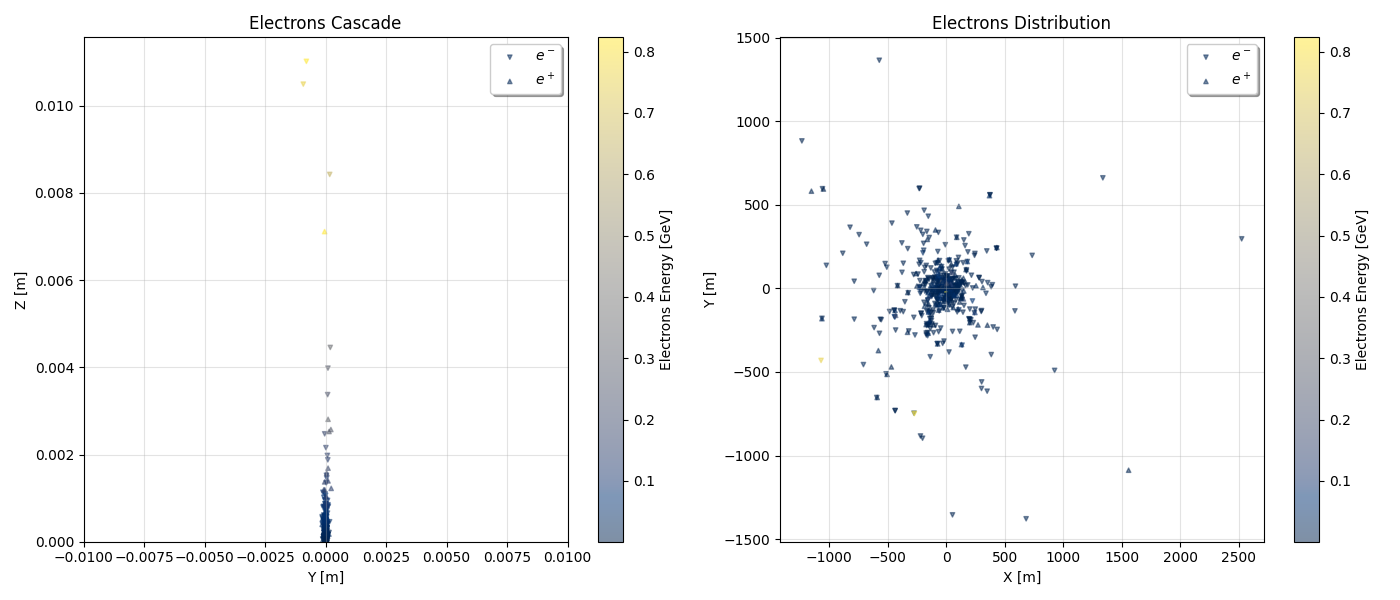 Electrons Cascade
e⁻
e⁺
0.010
0.008
0.006
0.004
0.002
0.000
Z [m]
−0.0100 −0.0075 −0.0050 −0.0025 0.0000 0.0025 0.0050 0.0075 0.0100
Y [m]
0.8
0.7
0.6
0.5
0.4
0.3
0.2
0.1
Electrons Energy [GeV]
Electrons Distribution
e⁻
e⁺
1500
1000
500
0
−500
−1000
−1500
Y [m]
−1000 −500 0 500 1000 1500 2000 2500
X [m]
0.8
0.7
0.6
0.5
0.4
0.3
0.2
0.1
Electrons Energy [GeV]